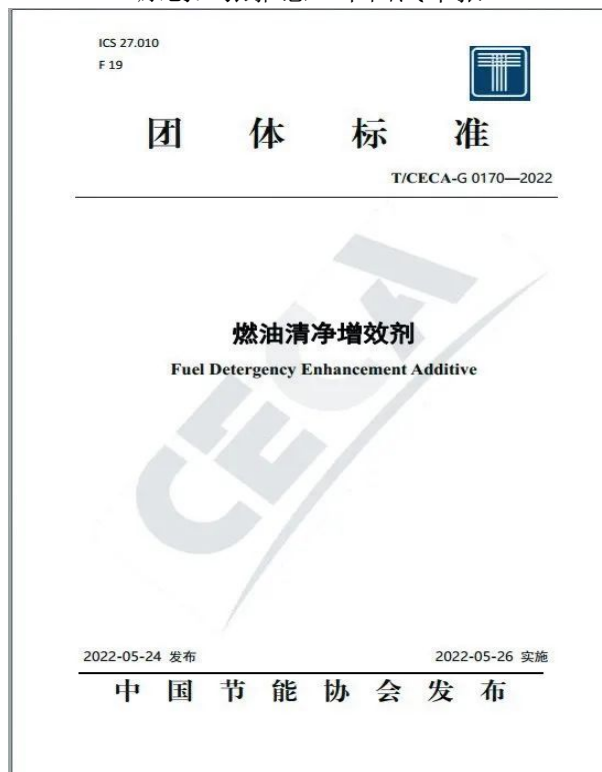 ICS 27.010
F 19
团体标准
T/CECA-G 0170—2022
CECA
燃油清净增效剂
Fuel Detergency Enhancement Additive
2022-05-24 发布
2022-05-26 实施
中国节能协会发布